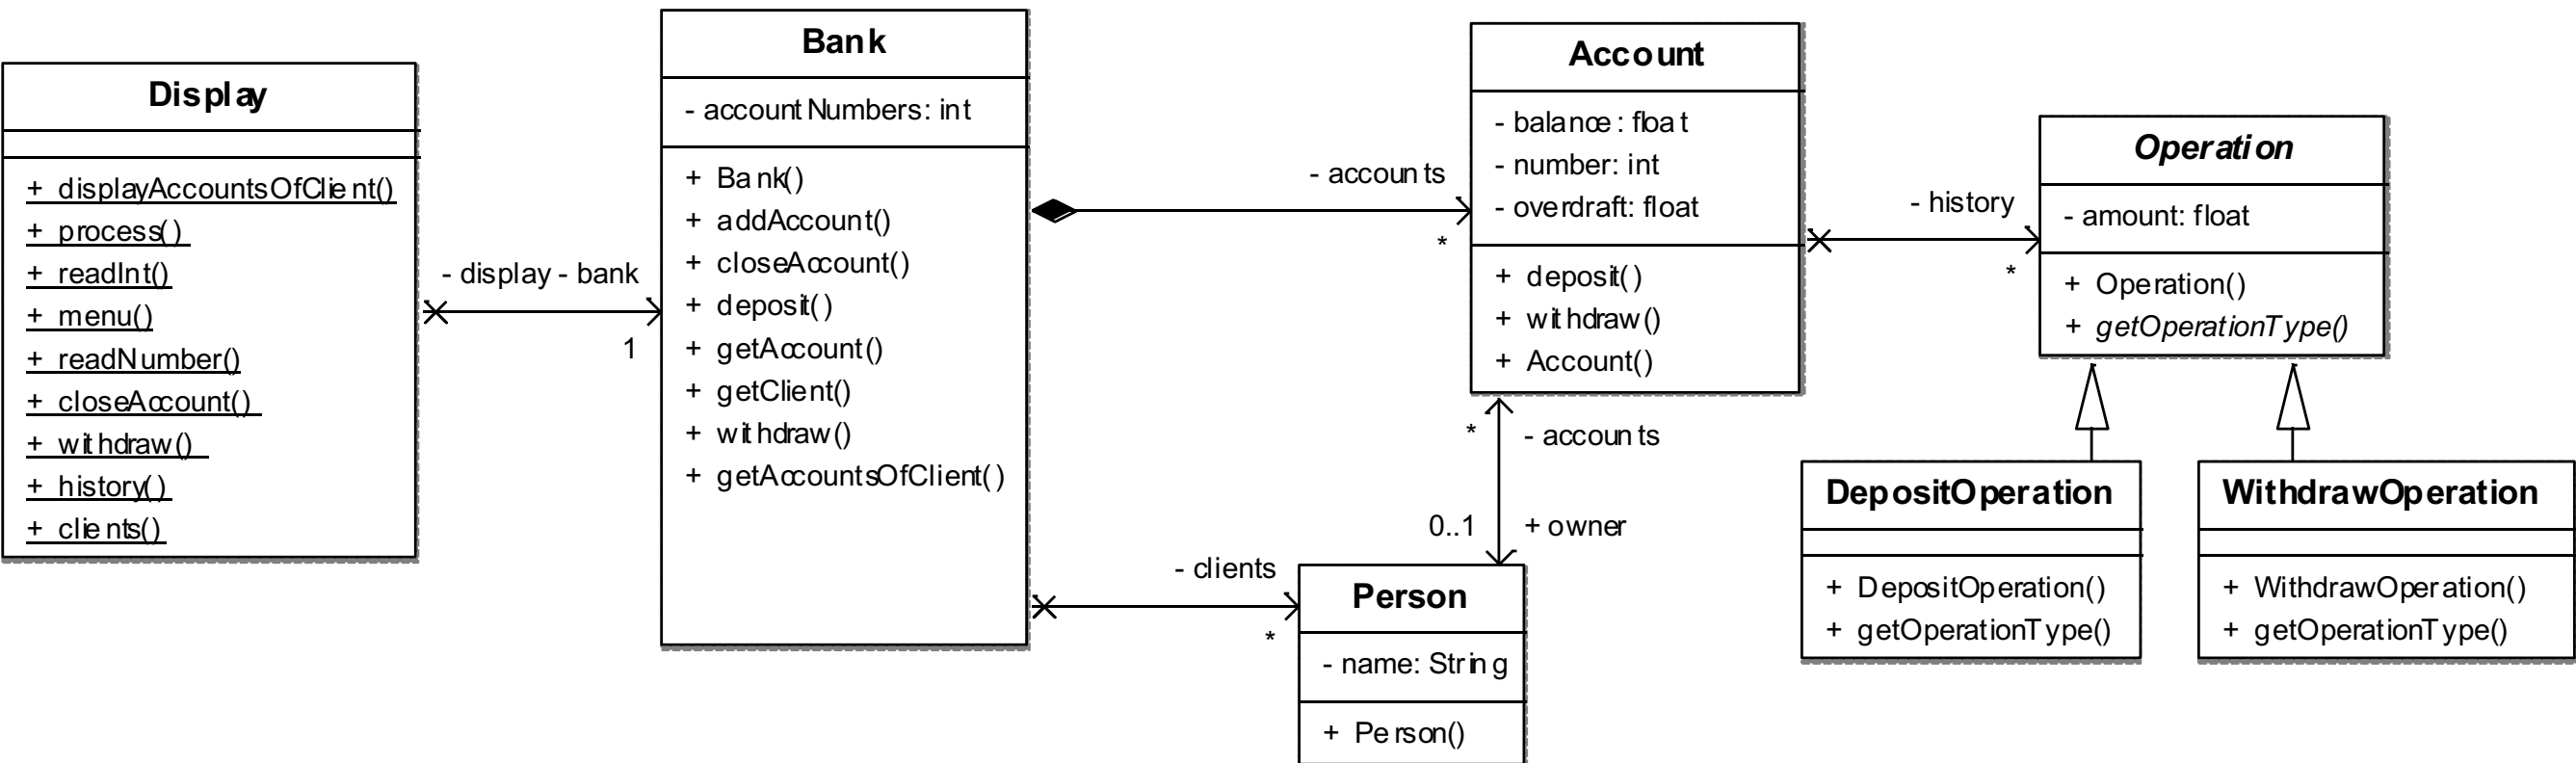 Display
+ displayAccountsOfClient()
+ process()
+ readInt()
+ menu()
+ readNumber()
+ closeAccount()
+ withdraw()
+ history()
+ clients()
- display - bank
1
Bank
- accountNumbers: int
+ Bank()
+ addAccount()
+ closeAccount()
+ deposit()
+ getAccount()
+ getClient()
+ withdraw()
+ getAccountsOfClient()
- accounts
*
- clients
*
Account
- balance: float
- number: int
- overdraft: float
+ deposit()
+ withdraw()
+ Account()
* - accounts
0..1 + owner
Person
- name: String
+ Person()
- history
*
Operation
- amount: float
+ Operation()
+ getOperationType()
DepositOperation
+ DepositOperation()
+ getOperationType()
WithdrawOperation
+ WithdrawOperation()
+ getOperationType()